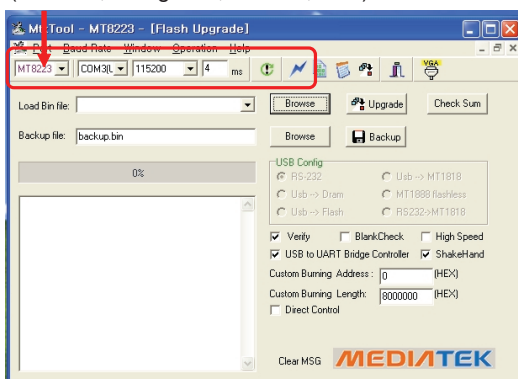 MtkTool - MT8223 - [Flash Upgrade]
Port Baud Rate Window Operation Help
MT8223 COM3(L 115200 4 ms VGA
Load Bin file: Browse Upgrade Check Sum
Backup file: backup.bin Browse Backup
0%
USB Config
RS-232 Usb -> MT1818
Usb -> Dram MT1888 flashless
Usb -> Flash RS232->MT1818
Verify BlankCheck High Speed
USB to UART Bridge Controller ShakeHand
Custom Burning Address : 0 (HEX)
Custom Burning Length: 8000000 (HEX)
Direct Control
Clear MSG MEDIATEK